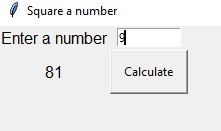 Square a number
Enter a number 9
81 Calculate